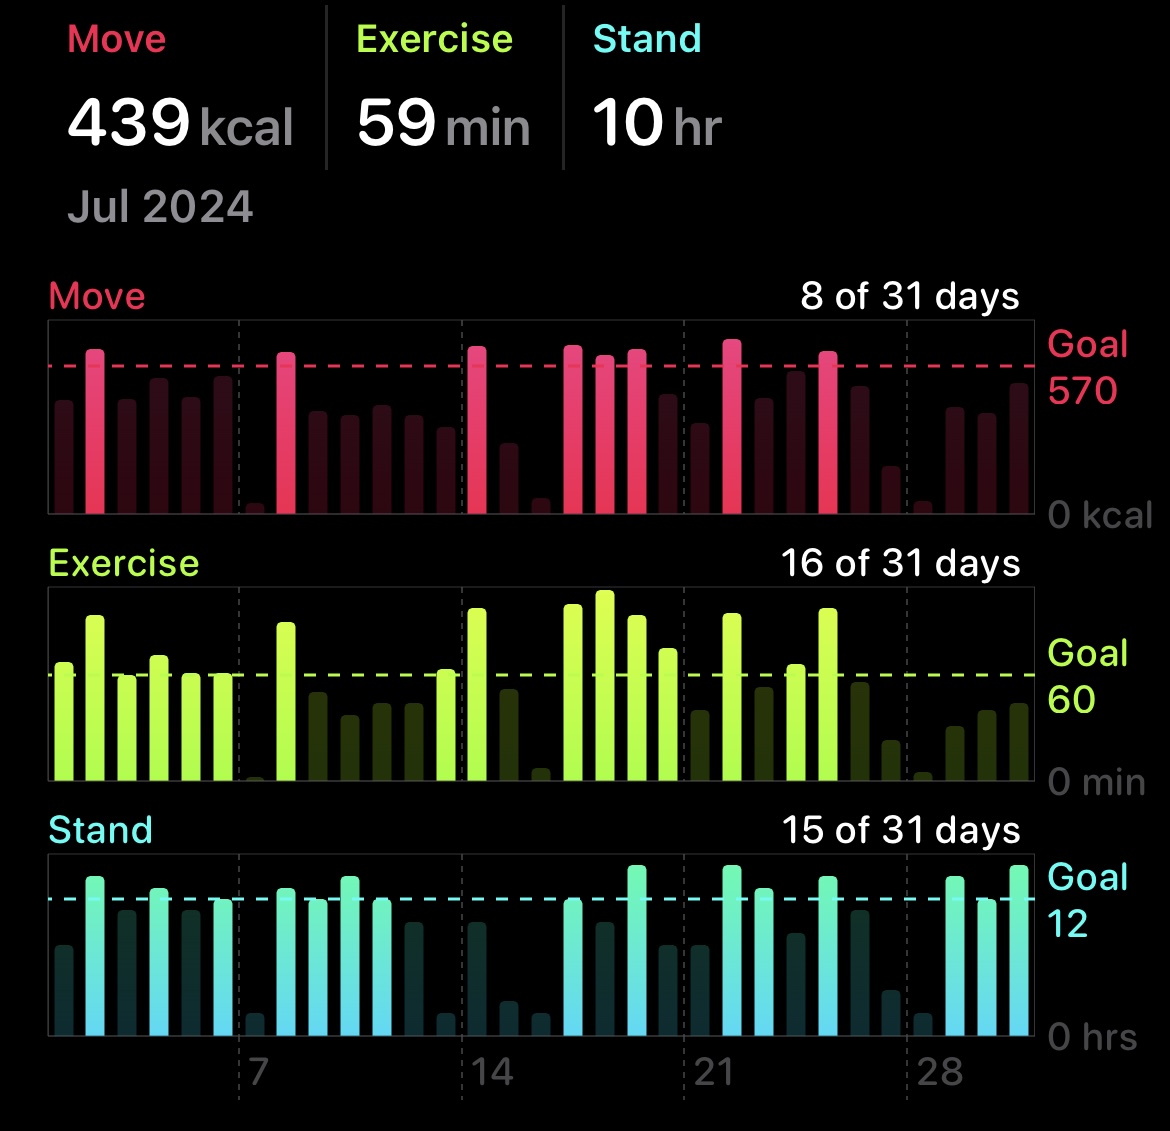 Move Exercise Stand
439 kcal 59 min 10 hr
Jul 2024
Move 8 of 31 days
Goal
570
0 kcal
Exercise 16 of 31 days
Goal
60
0 min
Stand 15 of 31 days
Goal
12
0 hrs
7 14 21 28